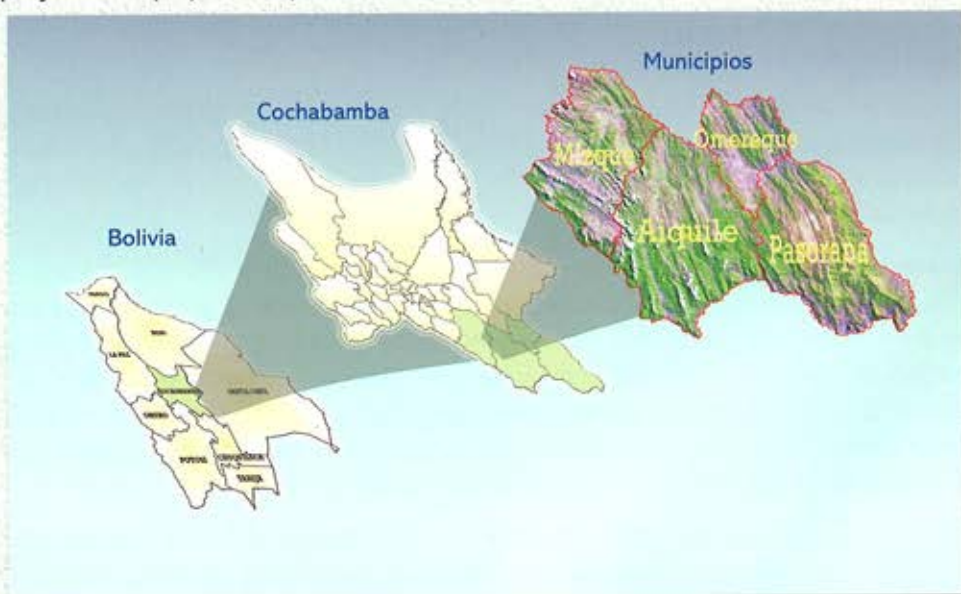 Municipios
Cochabamba
Omereque
Mizque
Aiquile
Pasorapa
Bolivia
PANDO
BENI
LA PAZ
COCHABAMBA
SANTA CRUZ
ORURO
POTOSI
CHUQUISACA
TARIJA